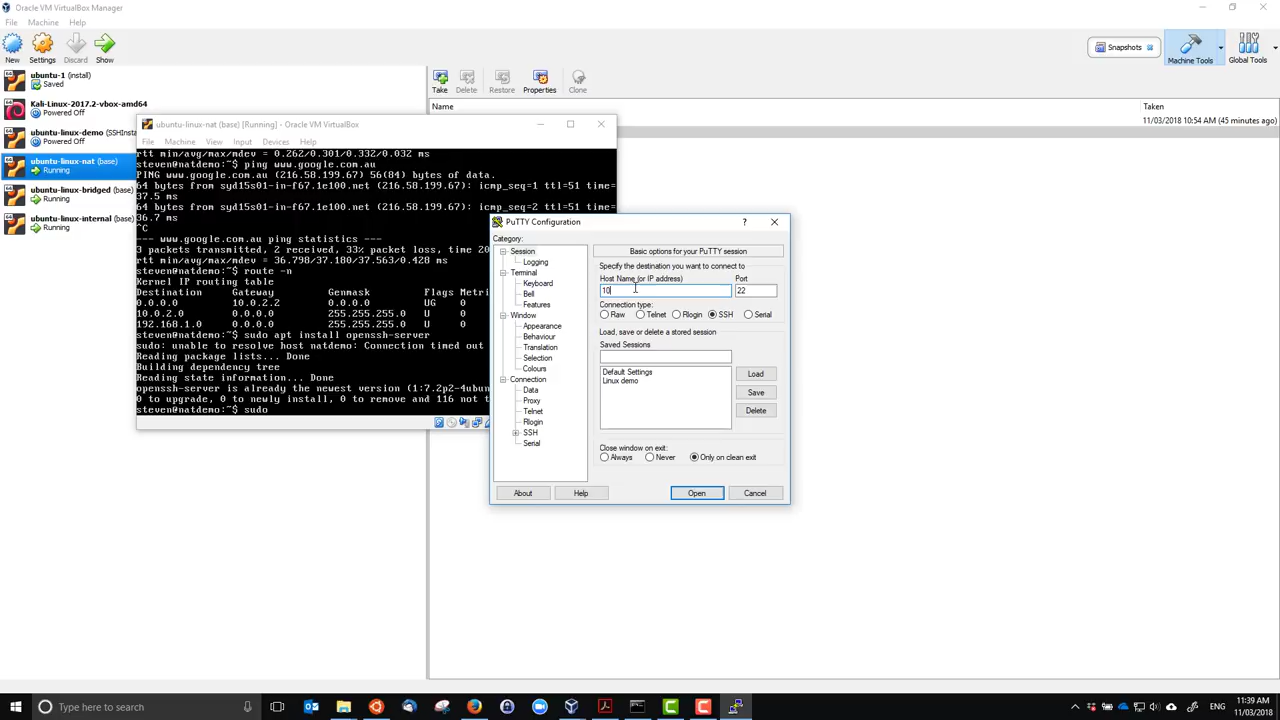 Oracle VM VirtualBox Manager
File Machine Help
New Settings Discard Show
Snapshots
Machine Tools Global Tools
ubuntu-1 (install)
Saved
Kali-Linux-2017.2-vbox-amd64
Powered Off
ubuntu-linux-demo (SSHInsta
Powered Off
ubuntu-linux-nat (base)
Running
ubuntu-linux-bridged (base)
Running
ubuntu-linux-internal (base)
Running
Take Delete Restore Properties Clone
Name Taken
11/03/2018 10:54 AM (45 minutes ago)
ubuntu-linux-nat (base) [Running] - Oracle VM VirtualBox
File Machine View Input Devices Help
rtt min/avg/max/mdev = 0.262/0.301/0.332/0.032 ms
steven@natdemo:~$ ping www.google.com.au
PING www.google.com.au (216.58.199.67) 56(84) bytes of data.
64 bytes from syd15s01-in-f67.1e100.net (216.58.199.67): icmp_seq=1 ttl=51 time=
37.5 ms
64 bytes from syd15s01-in-f67.1e100.net (216.58.199.67): icmp_seq=2 ttl=51 time=
36.7 ms
^C
--- www.google.com.au ping statistics ---
3 packets transmitted, 2 received, 33% packet loss, time 20
rtt min/avg/max/mdev = 36.798/37.180/37.563/0.428 ms
steven@natdemo:~$ route -n
Kernel IP routing table
Destination Gateway Genmask Flags Metri
0.0.0.0 10.0.2.2 0.0.0.0 UG 0
10.0.2.0 0.0.0.0 255.255.255.0 U 0
192.168.1.0 0.0.0.0 255.255.255.0 U 0
steven@natdemo:~$ sudo apt install openssh-server
sudo: unable to resolve host natdemo: Connection timed out
Reading package lists... Done
Building dependency tree
Reading state information... Done
openssh-server is already the newest version (1:7.2p2-4ubun
0 to upgrade, 0 to newly install, 0 to remove and 116 not t
steven@natdemo:~$ sudo
PuTTY Configuration
Category:
Session
Logging
Terminal
Keyboard
Bell
Features
Window
Appearance
Behaviour
Translation
Selection
Colours
Connection
Data
Proxy
Telnet
Rlogin
SSH
Serial
Basic options for your PuTTY session
Specify the destination you want to connect to
Host Name (or IP address) Port
10 22
Connection type:
Raw Telnet Rlogin SSH Serial
Load, save or delete a stored session
Saved Sessions
Default Settings
Linux demo
Load
Save
Delete
Close window on exit:
Always Never Only on clean exit
About Help Open Cancel
Type here to search
ENG
11:39 AM
11/03/2018